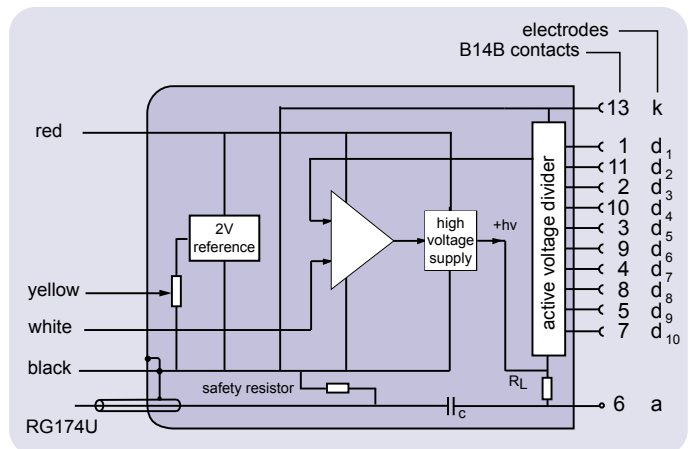 electrodes
B14B contacts
13 k
red
1 d1
11 d2
2 d3
10 d4
3 d5
9 d6
4 d7
8 d8
5 d9
7 d10
active voltage divider
2V
reference
high
voltage
supply
+hv
yellow
white
black
safety resistor
RL
c
6 a
RG174U